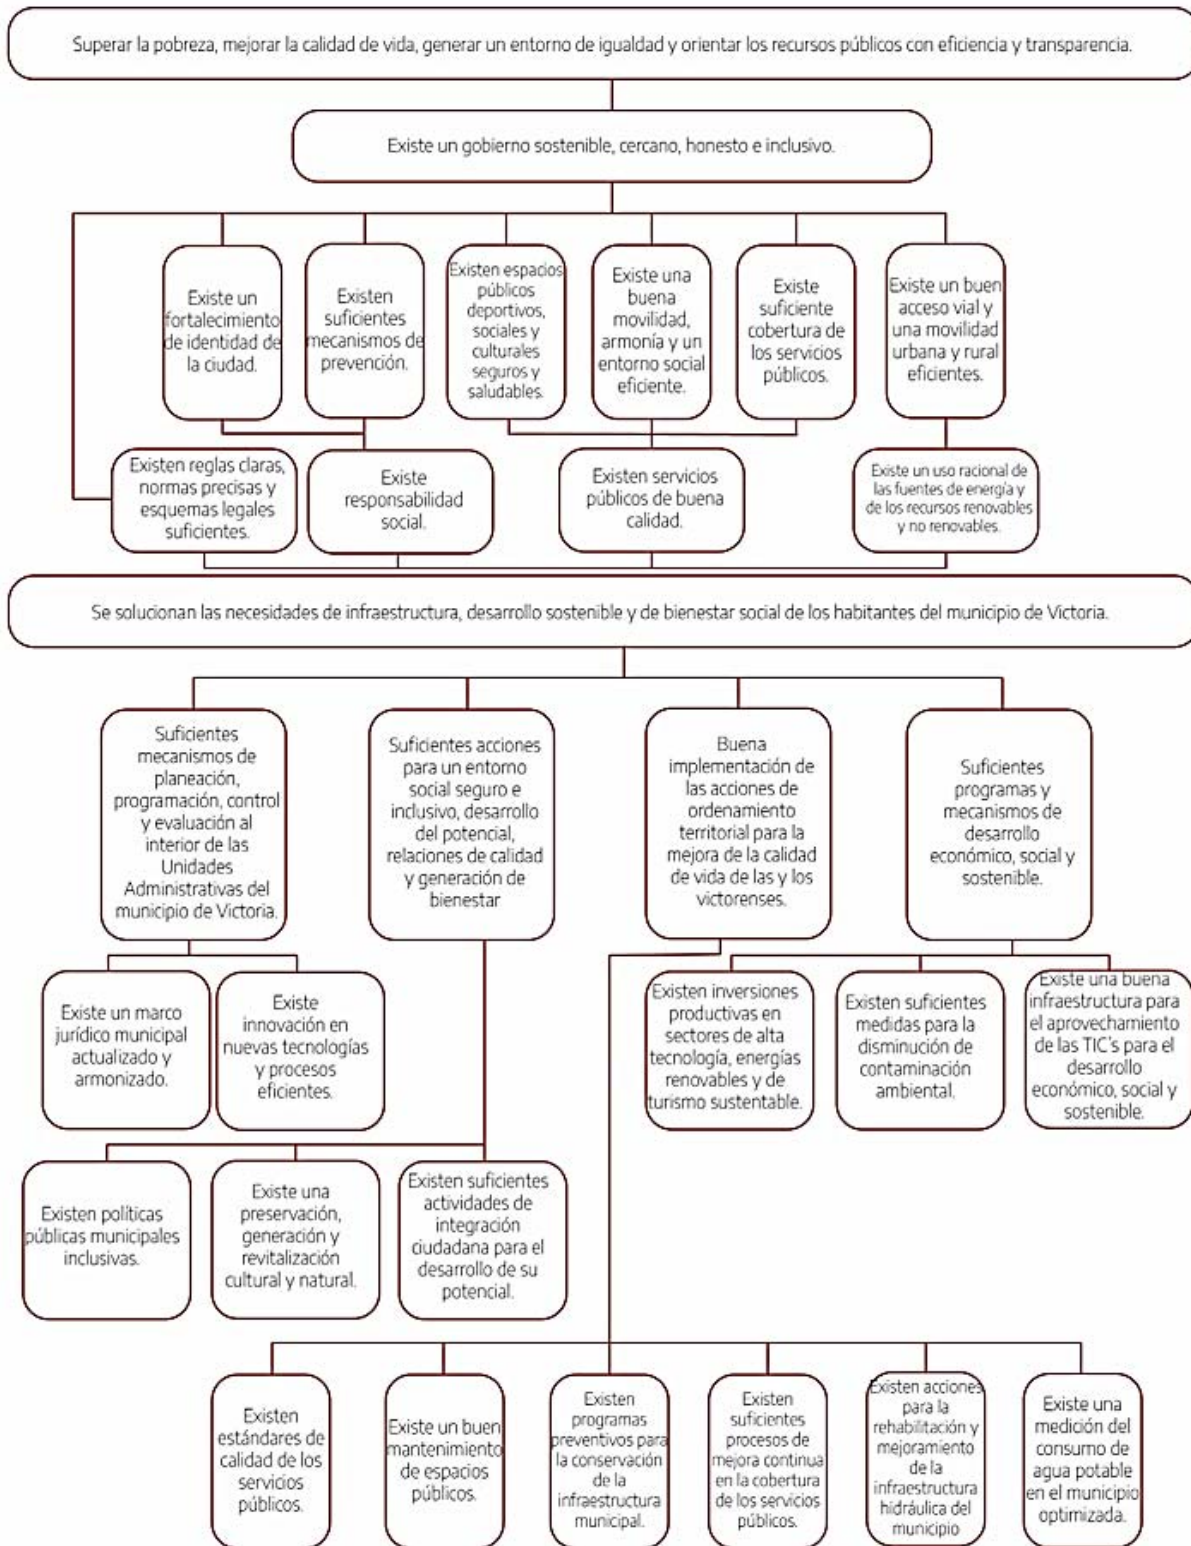 Superar la pobreza, mejorar la calidad de vida, generar un entorno de igualdad y orientar los recursos públicos con eficiencia y transparencia.
Existe un gobierno sostenible, cercano, honesto e inclusivo.
Existe un
fortalecimiento
de identidad de
la ciudad.
Existen
suficientes
mecanismos de
prevención.
Existen espacios
públicos
deportivos,
sociales y
culturales
seguros y
saludables.
Existe una
buena
movilidad,
armonía y un
entorno social
eficiente.
Existe
suficiente
cobertura de
los servicios
públicos.
Existe un buen
acceso vial y
una movilidad
urbana y rural
eficientes.
Existen reglas claras,
normas precisas y
esquemas legales
suficientes.
Existe
responsabilidad
social.
Existen servicios
públicos de buena
calidad.
Existe un uso racional de
las fuentes de energía y
de los recursos renovables
y no renovables.
Se solucionan las necesidades de infraestructura, desarrollo sostenible y de bienestar social de los habitantes del municipio de Victoria.
Suficientes
mecanismos de
planeación,
programación, control
y evaluación al
interior de las
Unidades
Administrativas del
municipio de Victoria.
Suficientes acciones
para un entorno
social seguro e
inclusivo, desarrollo
del potencial,
relaciones de calidad
y generación de
bienestar
Buena
implementación de
las acciones de
ordenamiento
territorial para la
mejora de la calidad
de vida de las y los
victorenses.
Suficientes
programas y
mecanismos de
desarrollo
económico, social y
sostenible.
Existe un marco
jurídico municipal
actualizado y
armonizado.
Existe
innovación en
nuevas tecnologías
y procesos
eficientes.
Existen inversiones
productivas en
sectores de alta
tecnología, energías
renovables y de
turismo sustentable.
Existen suficientes
medidas para la
disminución de
contaminación
ambiental.
Existe una buena
infraestructura para
el aprovechamiento
de las TIC's para el
desarrollo
económico, social y
sostenible.
Existen políticas
públicas municipales
inclusivas.
Existe una
preservación,
generación y
revitalización
cultural y natural.
Existen suficientes
actividades de
integración
ciudadana para el
desarrollo de su
potencial.
Existen
estándares de
calidad de los
servicios
públicos.
Existe un buen
mantenimiento
de espacios
públicos.
Existen
programas
preventivos para
la conservación
de la
infraestructura
municipal.
Existen
suficientes
procesos de
mejora continua
en la cobertura
de los servicios
públicos.
Existen acciones
para la
rehabilitación y
mejoramiento
de la
infraestructura
hidráulica del
municipio
Existe una
medición del
consumo de
agua potable
en el municipio
optimizada.